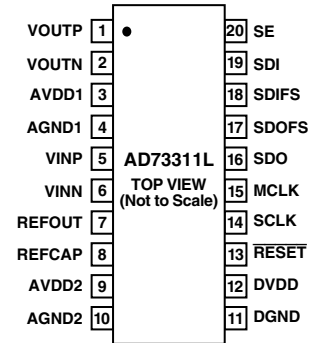 VOUTP 1 20 SE
VOUTN 2 19 SDI
AVDD1 3 18 SDIFS
AGND1 4 17 SDOFS
VINP 5 AD73311L 16 SDO
VINN 6 TOP VIEW 15 MCLK
(Not to Scale)
REFOUT 7 14 SCLK
REFCAP 8 13 RESET
AVDD2 9 12 DVDD
AGND2 10 11 DGND